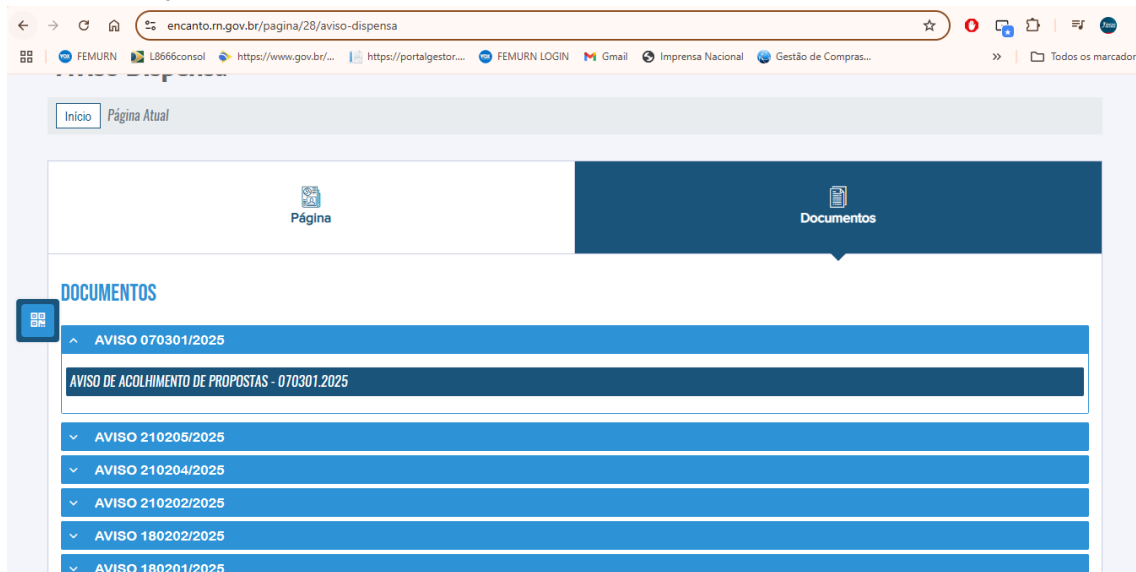 encanto.rn.gov.br/pagina/28/aviso-dispensa
FEMURN L8666consol https://www.gov.br/... https://portalgestor.... FEMURN LOGIN Gmail Imprensa Nacional Gestão de Compras... » Todos os marcador
Aviso Dispensa
Início Página Atual
Página
Documentos
DOCUMENTOS
AVISO 070301/2025
AVISO DE ACOLHIMENTO DE PROPOSTAS - 070301.2025
AVISO 210205/2025
AVISO 210204/2025
AVISO 210202/2025
AVISO 180202/2025
AVISO 180201/2025